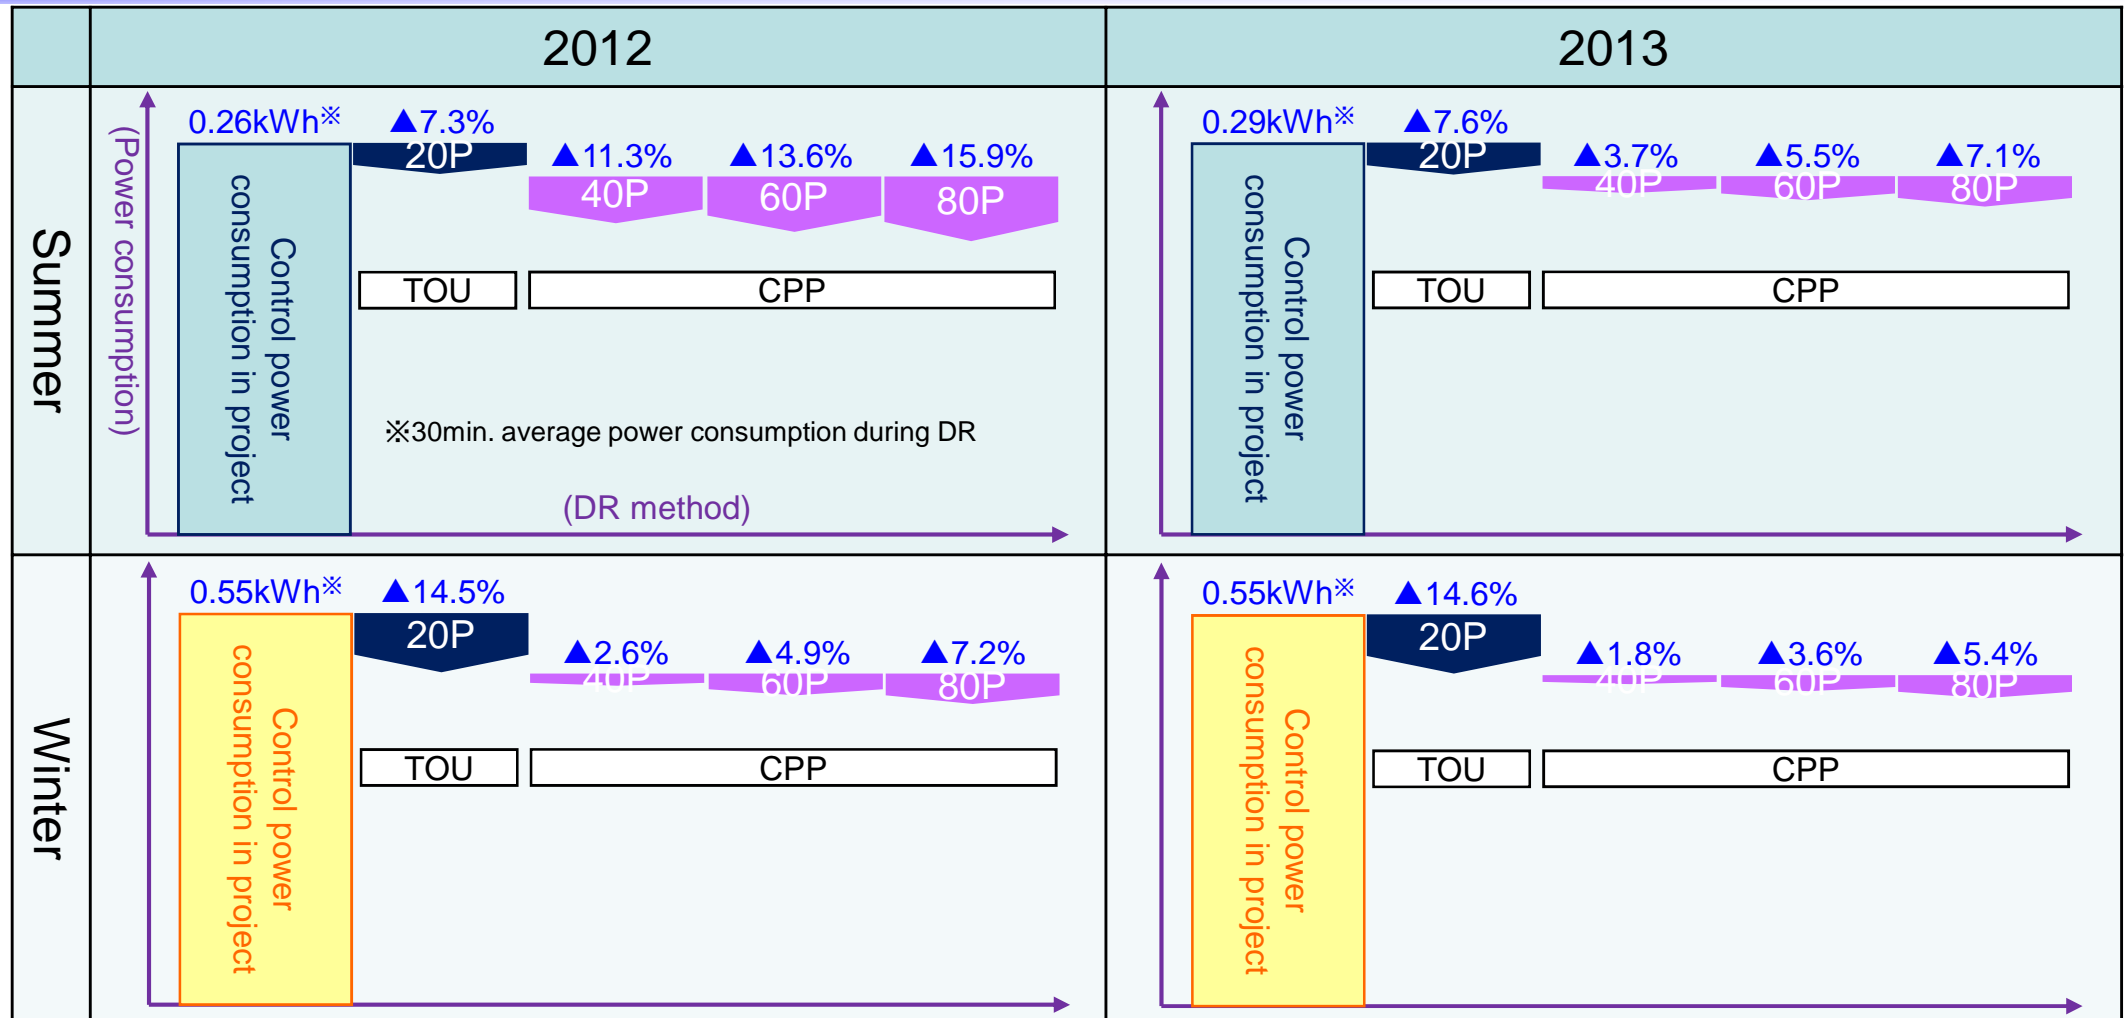 2012
2013
Summer
(Power consumption)
0.26kWh※
▲7.3%
20P
▲11.3%
▲13.6%
▲15.9%
40P
60P
80P
Control power
consumption in project
TOU
CPP
※30min. average power consumption during DR
(DR method)
0.29kWh※
▲7.6%
20P
▲3.7%
▲5.5%
▲7.1%
40P
60P
80P
Control power
consumption in project
TOU
CPP
Winter
0.55kWh※
▲14.5%
20P
▲2.6%
▲4.9%
▲7.2%
40P
60P
80P
Control power
consumption in project
TOU
CPP
0.55kWh※
▲14.6%
20P
▲1.8%
▲3.6%
▲5.4%
40P
60P
80P
Control power
consumption in project
TOU
CPP